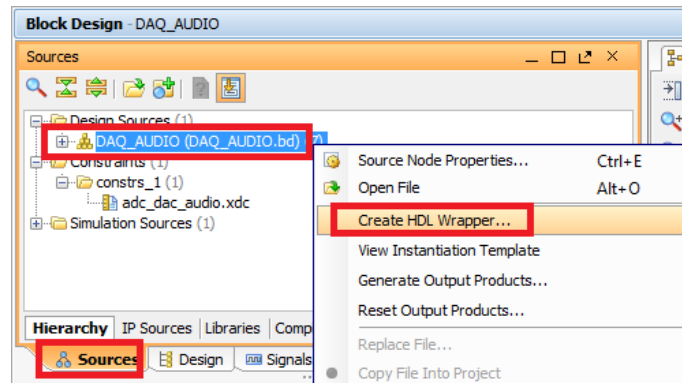 Block Design - DAQ_AUDIO
Sources
Design Sources (1)
DAQ_AUDIO (DAQ_AUDIO.bd) (7)
Constraints (1)
constrs_1 (1)
adc_dac_audio.xdc
Simulation Sources (1)
Source Node Properties... Ctrl+E
Open File Alt+O
Create HDL Wrapper...
View Instantiation Template
Generate Output Products...
Reset Output Products...
Replace File...
Copy File Into Project
Hierarchy IP Sources Libraries Comp
Sources Design Signals